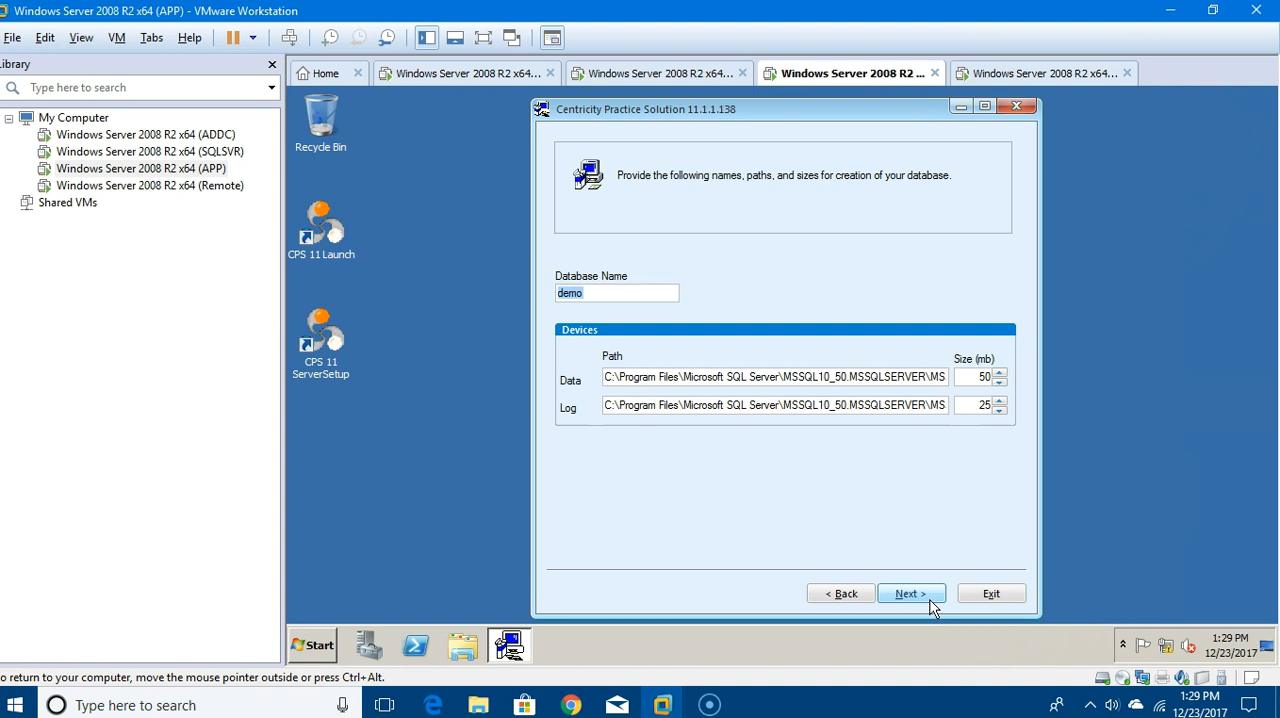 Windows Server 2008 R2 x64 (APP) - VMware Workstation
File Edit View VM Tabs Help
Library
Type here to search
My Computer
Windows Server 2008 R2 x64 (ADDC)
Windows Server 2008 R2 x64 (SQLSVR)
Windows Server 2008 R2 x64 (APP)
Windows Server 2008 R2 x64 (Remote)
Shared VMs
Home
Windows Server 2008 R2 x64...
Windows Server 2008 R2 x64...
Windows Server 2008 R2 ...
Windows Server 2008 R2 x64...
Recycle Bin
CPS 11 Launch
CPS 11
ServerSetup
Centricity Practice Solution 11.1.1.138
Provide the following names, paths, and sizes for creation of your database.
Database Name
demo
Devices
Path
Size (mb)
Data C:\Program Files\Microsoft SQL Server\MSSQL10_50.MSSQLSERVER\MS 50
Log C:\Program Files\Microsoft SQL Server\MSSQL10_50.MSSQLSERVER\MS 25
< Back Next > Exit
Start
1:29 PM
12/23/2017
o return to your computer, move the mouse pointer outside or press Ctrl+Alt.
Type here to search
1:29 PM
12/23/2017